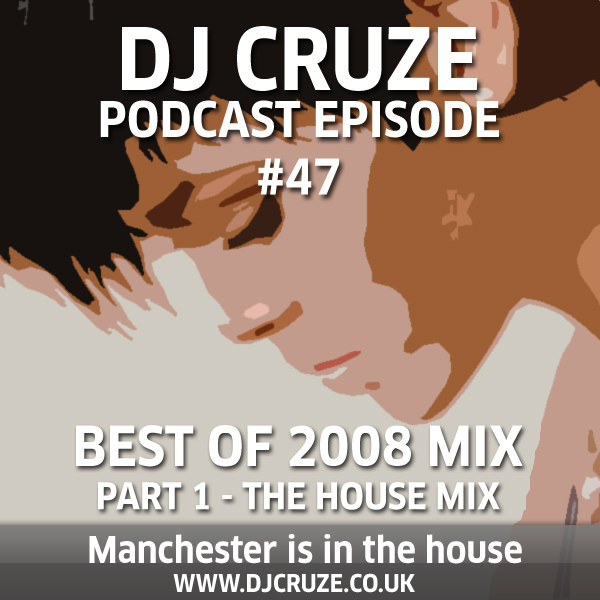 DJ CRUZE
PODCAST EPISODE
#47
BEST OF 2008 MIX
PART 1 - THE HOUSE MIX
Manchester is in the house
WWW.DJCRUZE.CO.UK